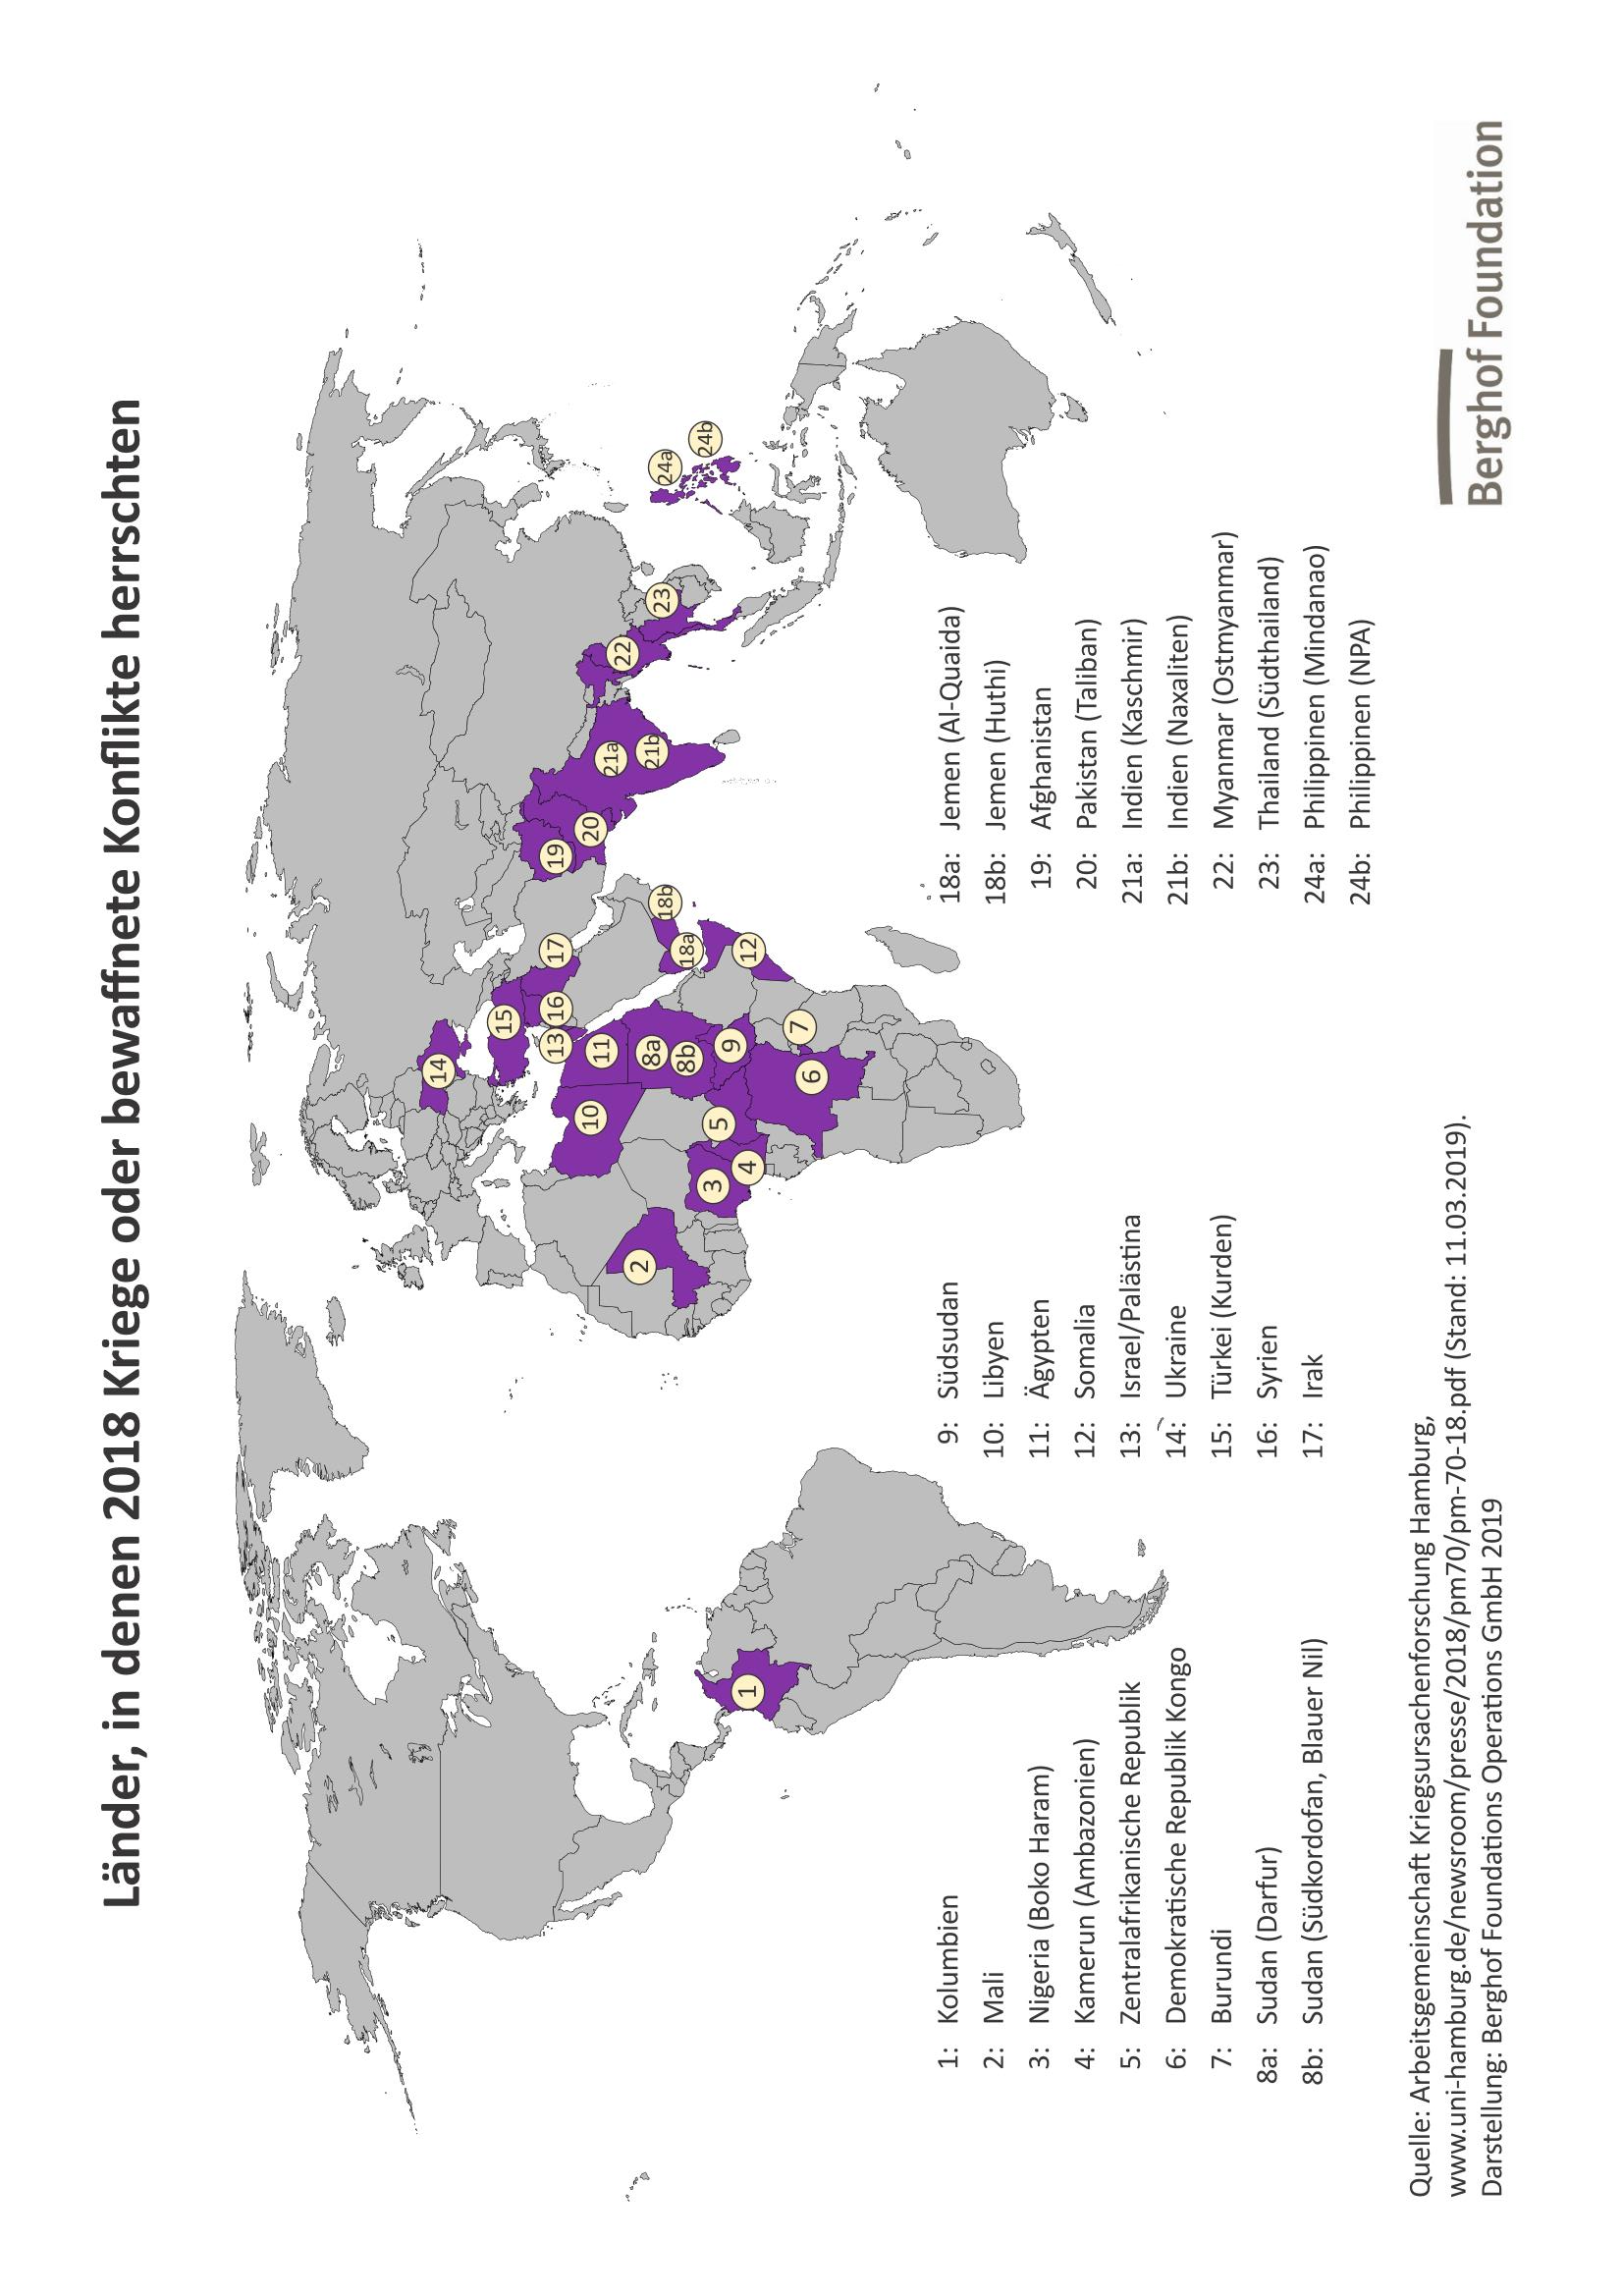 Länder, in denen 2018 Kriege oder bewaffnete Konflikte herrschten
1
2
3
4
5
6
7
8a
8b
9
10
11
12
13
14
15
16
17
18a
18b
19
20
21a
21b
22
23
24a
24b
1: Kolumbien
2: Mali
3: Nigeria (Boko Haram)
4: Kamerun (Ambazonien)
5: Zentralafrikanische Republik
6: Demokratische Republik Kongo
7: Burundi
8a: Sudan (Darfur)
8b: Sudan (Südkordofan, Blauer Nil)
9: Südsudan
10: Libyen
11: Ägypten
12: Somalia
13: Israel/Palästina
14: Ukraine
15: Türkei (Kurden)
16: Syrien
17: Irak
18a: Jemen (Al-Quaida)
18b: Jemen (Huthi)
19: Afghanistan
20: Pakistan (Taliban)
21a: Indien (Kaschmir)
21b: Indien (Naxaliten)
22: Myanmar (Ostmyanmar)
23: Thailand (Südthailand)
24a: Philippinen (Mindanao)
24b: Philippinen (NPA)
Quelle: Arbeitsgemeinschaft Kriegsursachenforschung Hamburg,
www.uni-hamburg.de/newsroom/presse/2018/pm70/pm-70-18.pdf (Stand: 11.03.2019).
Darstellung: Berghof Foundations Operations GmbH 2019
Berghof Foundation